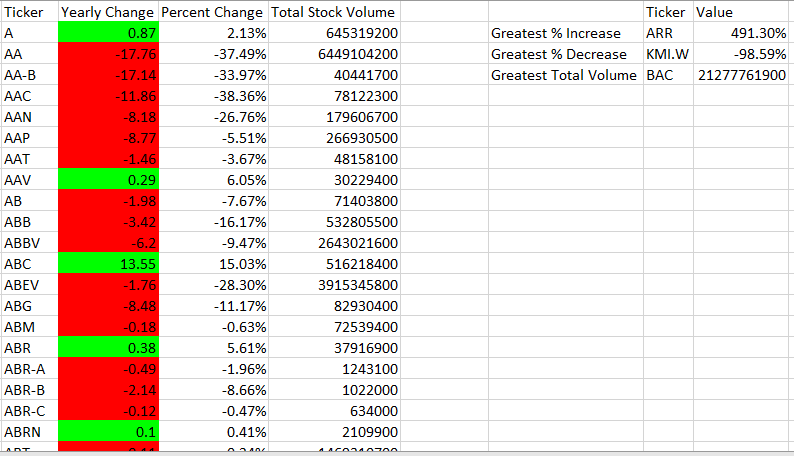 Ticker Yearly Change Percent Change Total Stock Volume Ticker Value
A 0.87 2.13% 645319200 Greatest % Increase ARR 491.30%
AA -17.76 -37.49% 6449104200 Greatest % Decrease KMI.W -98.59%
AA-B -17.14 -33.97% 40441700 Greatest Total Volume BAC 21277761900
AAC -11.86 -38.36% 78122300
AAN -8.18 -26.76% 179606700
AAP -8.77 -5.51% 266930500
AAT -1.46 -3.67% 48158100
AAV 0.29 6.05% 30229400
AB -1.98 -7.67% 71403800
ABB -3.42 -16.17% 532805500
ABBV -6.2 -9.47% 2643021600
ABC 13.55 15.03% 516218400
ABEV -1.76 -28.30% 3915345800
ABG -8.48 -11.17% 82930400
ABM -0.18 -0.63% 72539400
ABR 0.38 5.61% 37916900
ABR-A -0.49 -1.96% 1243100
ABR-B -2.14 -8.66% 1022000
ABR-C -0.12 -0.47% 634000
ABRN 0.1 0.41% 2109900